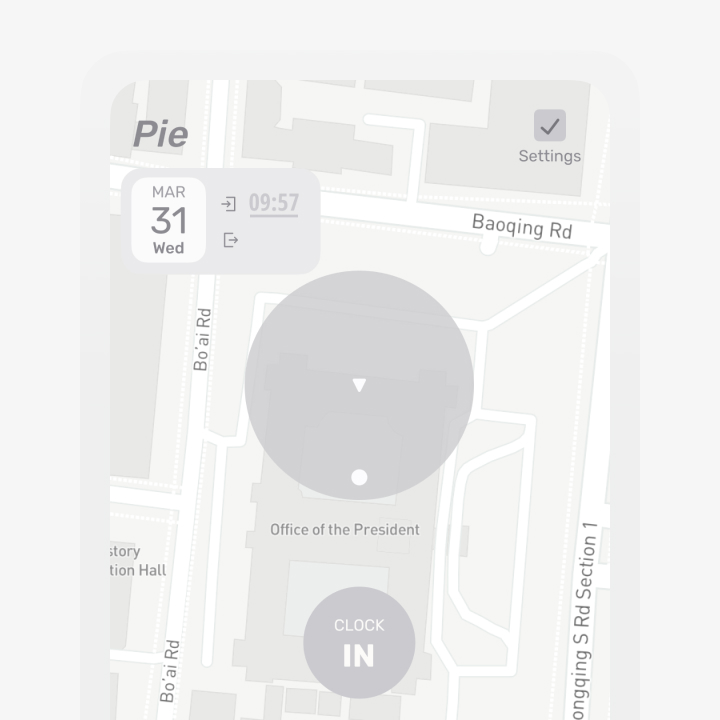 Pie
Settings
MAR
31
Wed
09:57
Baoqing Rd
Bo'ai Rd
Office of the President
story
tion Hall
ongqing S Rd Section 1
CLOCK
IN
Bo'ai Rd